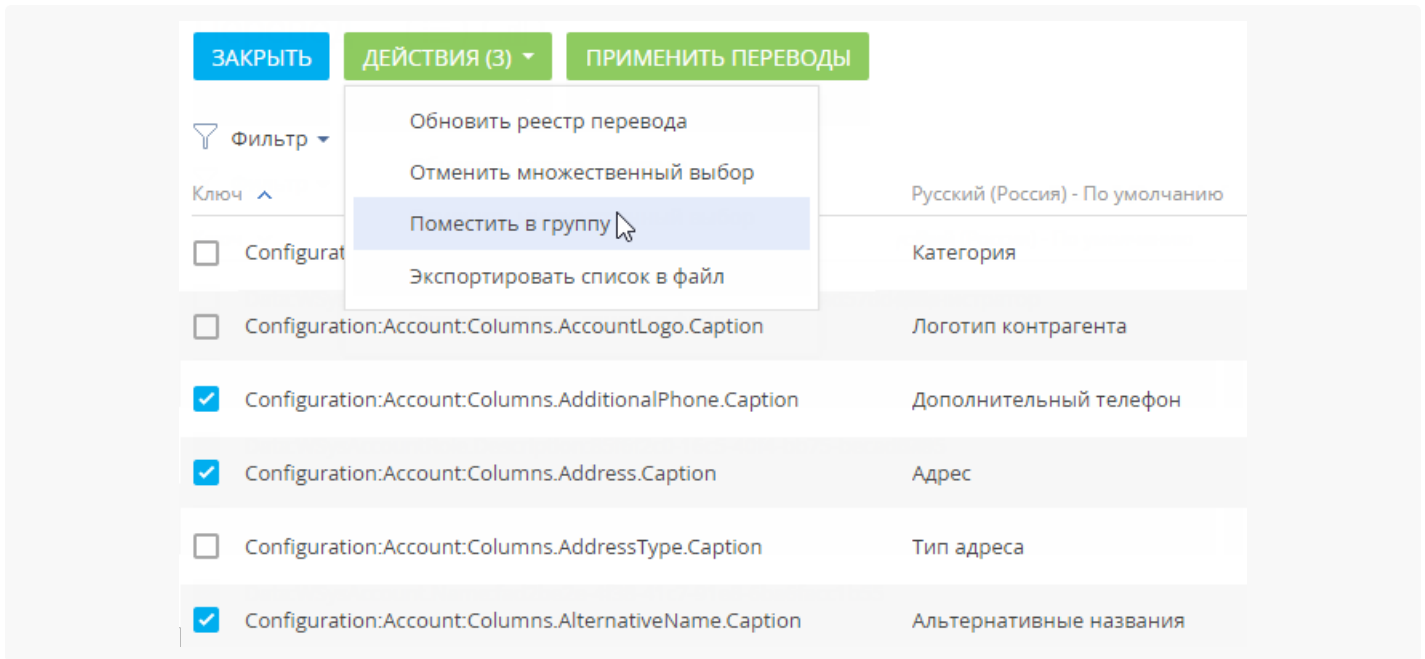 ЗАКРЫТЬ ДЕЙСТВИЯ (3) ПРИМЕНИТЬ ПЕРЕВОДЫ
Обновить реестр перевода
Фильтр
Отменить множественный выбор
Ключ Русский (Россия) - По умолчанию
Поместить в группу
Configurat Категория
Экспортировать список в файл
Configuration:Account:Columns.AccountLogo.Caption Логотип контрагента
Configuration:Account:Columns.AdditionalPhone.Caption Дополнительный телефон
Configuration:Account:Columns.Address.Caption Адрес
Configuration:Account:Columns.AddressType.Caption Тип адреса
Configuration:Account:Columns.AlternativeName.Caption Альтернативные названия